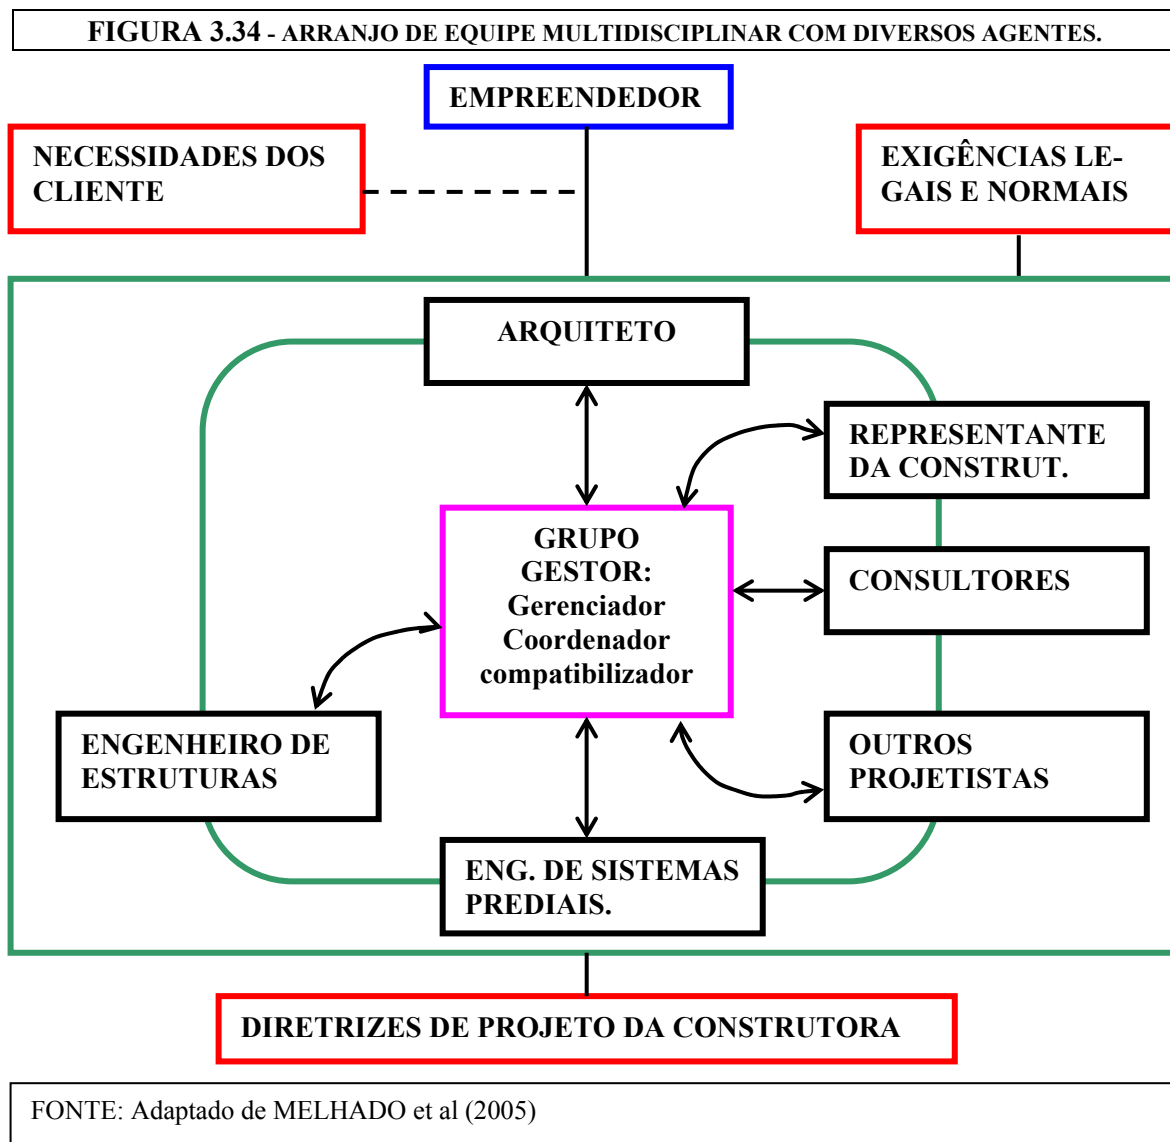 FIGURA 3.34 - ARRANJO DE EQUIPE MULTIDISCIPLINAR COM DIVERSOS AGENTES.
EMPREENDEDOR
NECESSIDADES DOS
CLIENTE
EXIGÊNCIAS LE-
GAIS E NORMAIS
ARQUITETO
REPRESENTANTE
DA CONSTRUT.
GRUPO
GESTOR:
Gerenciador
Coordenador
compatibilizador
CONSULTORES
ENGENHEIRO DE
ESTRUTURAS
OUTROS
PROJETISTAS
ENG. DE SISTEMAS
PREDIAIS.
DIRETRIZES DE PROJETO DA CONSTRUTORA
FONTE: Adaptado de MELHADO et al (2005)